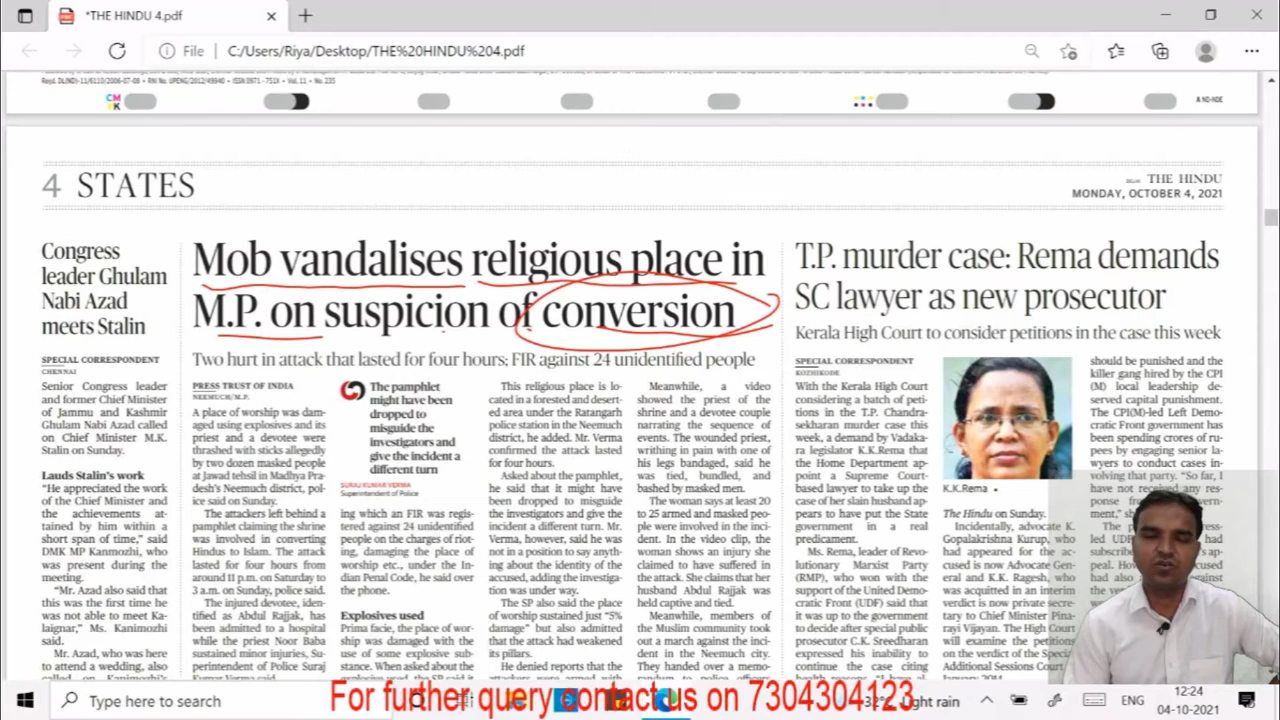 *THE HINDU 4.pdf
File
C:/Users/Riya/Desktop/THE%20HINDU%204.pdf
CM
K
A ND-NDE
4 STATES
THE HINDU
MONDAY, OCTOBER 4, 2021
Congress
leader Ghulam
Nabi Azad
meets Stalin
SPECIAL CORRESPONDENT
CHENNAI
Senior Congress leader
and former Chief Minister
of Jammu and Kashmir
Ghulam Nabi Azad called
on Chief Minister M.K.
Stalin on Sunday.
Lauds Stalin's work
“He appreciated the work
of the Chief Minister and
the achievements at-
tained by him within a
short span of time,” said
DMK MP Kanmozhi, who
was present during the
meeting.
“Mr. Azad also said that
this was the first time he
was not able to meet Ka-
laignar,” Ms. Kanimozhi
said.
Mr. Azad, who was here
to attend a wedding, also
Mob vandalises religious place in
M.P. on suspicion of conversion
Two hurt in attack that lasted for four hours; FIR against 24 unidentified people
PRESS TRUST OF INDIA
NEEMUCH/M.P.
A place of worship was dam-
aged using explosives and its
priest and a devotee were
thrashed with sticks allegedly
by two dozen masked people
at Jawad tehsil in Madhya Pra-
desh's Neemuch district, pol-
ice said on Sunday.
The attackers left behind a
pamphlet claiming the shrine
was involved in converting
Hindus to Islam. The attack
lasted for four hours from
around 11 p.m. on Saturday to
3 a.m. on Sunday, police said.
The injured devotee, iden-
tified as Abdul Rajjak, has
been admitted to a hospital
while the priest Noor Baba
sustained minor injuries, Su-
perintendent of Police Suraj
Kumar Verma said.
The pamphlet
might have been
dropped to
misguide the
investigators and
give the incident a
different turn
SURAJ KUMAR VERMA
Superintendent of Police
ing which an FIR was regis-
tered against 24 unidentified
people on the charges of riot-
ing, damaging the place of
worship etc., under the In-
dian Penal Code, he said over
the phone.
Explosives used
Prima facie, the place of wor-
ship was damaged with the
use of some explosive sub-
stance. When asked about the
This religious place is lo-
cated in a forested and desert-
ed area under the Ratangarh
police station in the Neemuch
district, he added. Mr. Verma
confirmed the attack lasted
for four hours.
Asked about the pamphlet,
he said that it might have
been dropped to misguide
the investigators and give the
incident a different turn. Mr.
Verma, however, said he was
not in a position to say anyth-
ing about the identity of the
accused, adding the investiga-
tion was under way.
The SP also said the place
of worship sustained just “5%
damage” but also admitted
that the attack had weakened
its pillars.
He denied reports that the
Meanwhile, a video
showed the priest of the
shrine and a devotee couple
narrating the sequence of
events. The wounded priest,
writhing in pain with one of
his legs bandaged, said he
was tied, bundled, and
bashed by masked men.
The woman says at least 20
to 25 armed and masked peo-
ple were involved in the inci-
dent. In the video clip, the
woman shows an injury she
claimed to have suffered in
the attack. She claims that her
husband Abdul Rajjak was
held captive and tied.
Meanwhile, members of
the Muslim community took
out a march against the inci-
dent in the Neemuch city.
They handed over a memo-
T.P. murder case: Rema demands
SC lawyer as new prosecutor
Kerala High Court to consider petitions in the case this week
SPECIAL CORRESPONDENT
KOZHIKODE
With the Kerala High Court
considering a batch of pe-
titions in the T.P. Chandra-
sekharan murder case this
week, a demand by Vadaka-
ra legislator K.K.Rema that
the Home Department ap-
point a Supreme Court-
based lawyer to take up the
case of her slain husband ap-
pears to have put the State
government in a real
predicament.
Ms. Rema, leader of Revo-
lutionary Marxist Party
(RMP), who won with the
support of the United Demo-
cratic Front (UDF) said that
it was up to the government
to decide after special public
prosecutor C.K. Sreedharan
expressed his inability to
continue the case citing
K.K.Rema
The Hindu on Sunday.
Incidentally, advocate K.
Gopalakrishna Kurup, who
had appeared for the ac-
cused is now Advocate Gen-
eral and K.K. Ragesh, who
was acquitted in an interim
verdict is now private secre-
tary to Chief Minister Pina-
rayi Vijayan. The High Court
will examine the petitions
on the verdict of the Special
Additional Sessions Court
January 2014
should be punished and the
killer gang hired by the CPI
(M) local leadership de-
served capital punishment.
The CPI(M)-led Left Demo-
cratic Front government has
been spending crores of ru-
pees by engaging senior la-
wyers to conduct cases in-
volving that party. “So far, I
have not received any res-
For further query contact us on 7304304123
Type here to search
32°C Light rain
ENG
12:24
04-10-2021